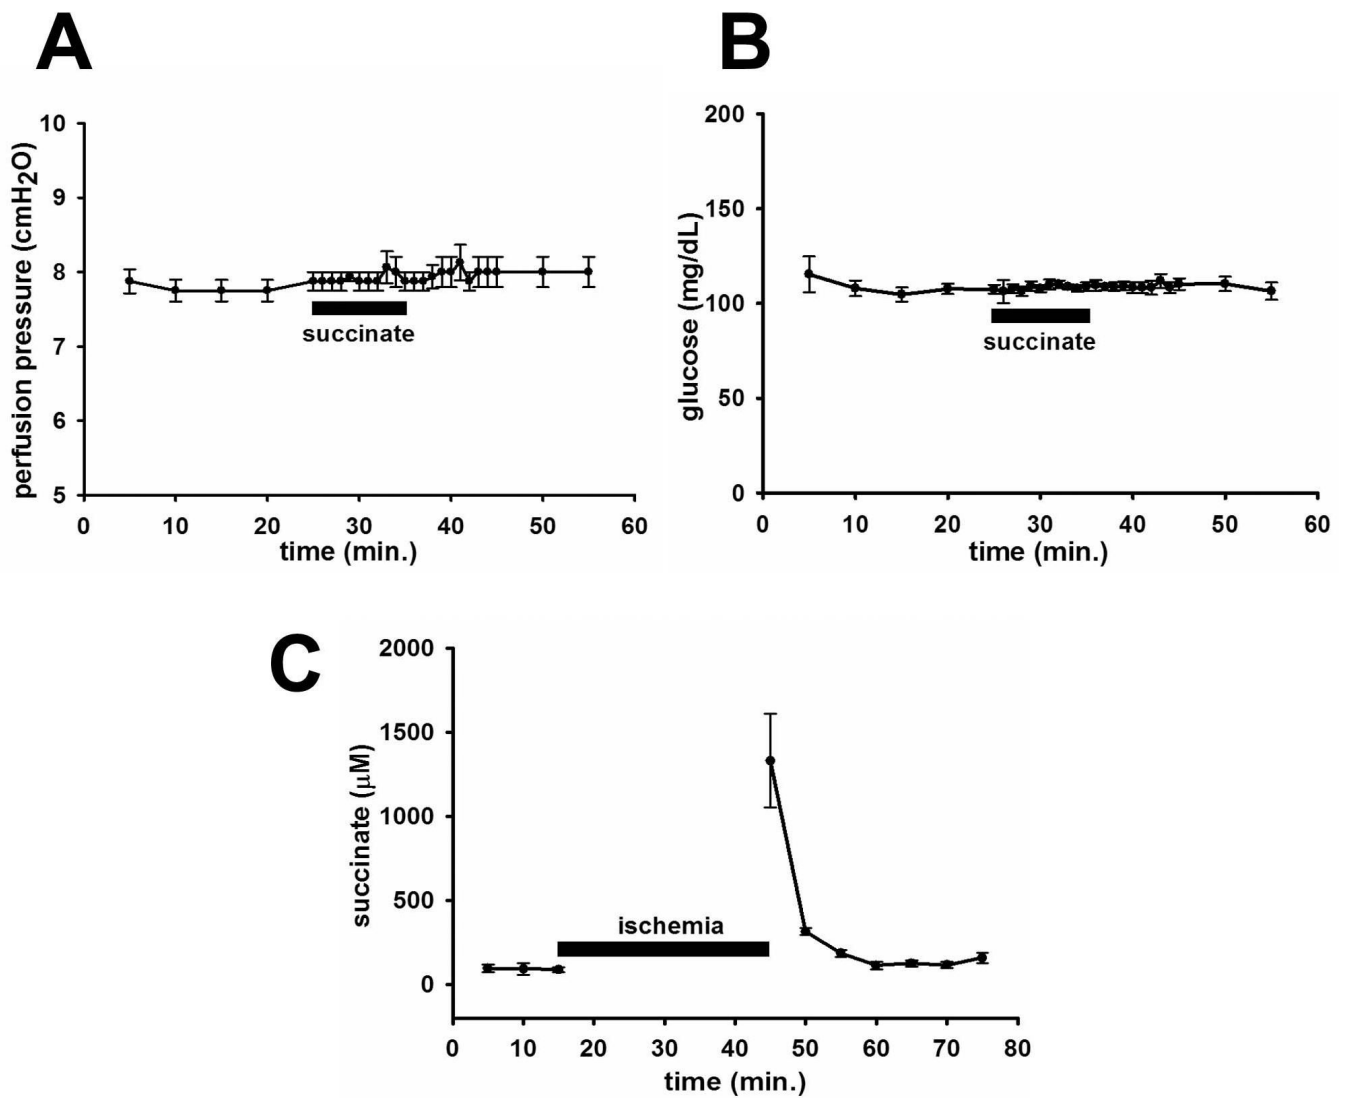 A
perfusion pressure (cmH2O)
10
9
8
7
6
5
succinate
0 10 20 30 40 50 60
time (min.)
B
glucose (mg/dL)
200
150
100
50
0
succinate
0 10 20 30 40 50 60
time (min.)
C
succinate (μM)
2000
1500
1000
500
0
ischemia
0 10 20 30 40 50 60 70 80
time (min.)